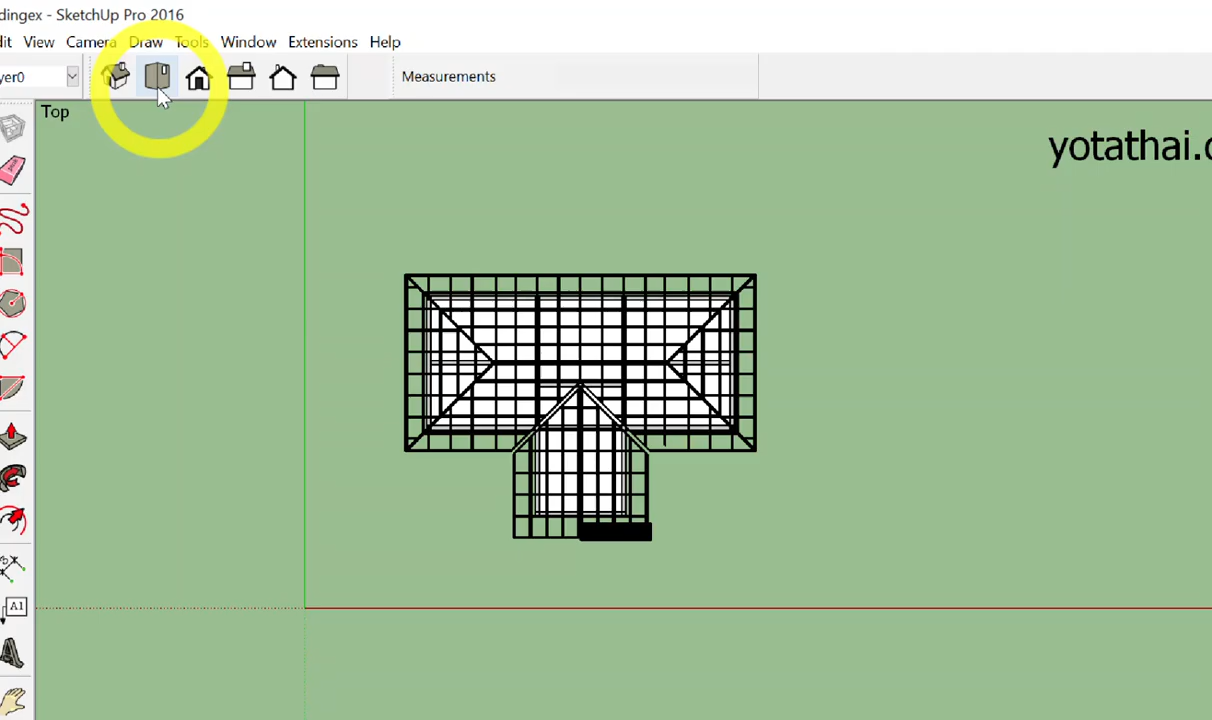 dingex - SketchUp Pro 2016
dit View Camera Draw Tools Window Extensions Help
yer0
Measurements
Top
yotathai.
A1